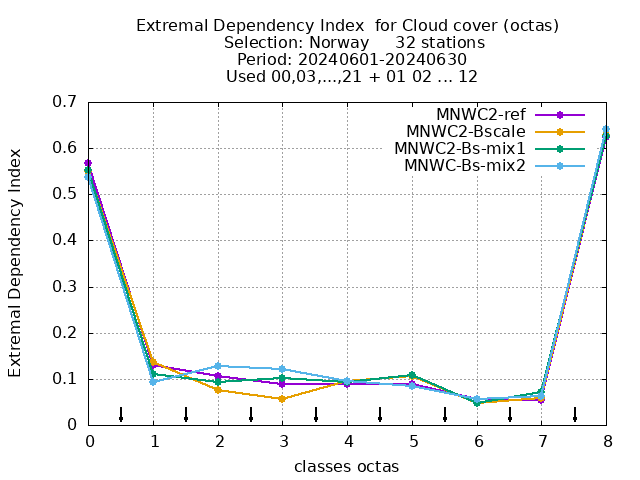 Extremal Dependency Index  for Cloud cover (octas)
Selection: Norway     32 stations
Period: 20240601-20240630
Used 00,03,...,21 + 01 02 ... 12
MNWC2-ref
MNWC2-Bscale
MNWC2-Bs-mix1
MNWC-Bs-mix2
Extremal Dependency Index
0.7
0.6
0.5
0.4
0.3
0.2
0.1
0
0 1 2 3 4 5 6 7 8
classes octas